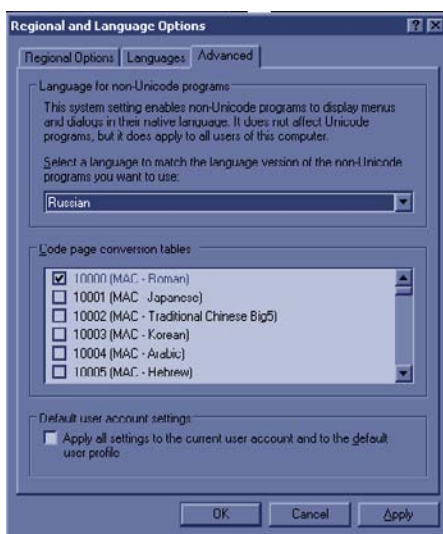 Regional and Language Options
Regional Options
Languages
Advanced
Language for non-Unicode programs
This system setting enables non-Unicode programs to display menus
and dialogs in their native language. It does not affect Unicode
programs, but it does apply to all users of this computer.
Select a language to match the language version of the non-Unicode
programs you want to use:
Russian
Code page conversion tables
10000 (MAC - Roman)
10001 (MAC - Japanese)
10002 (MAC - Traditional Chinese Big5)
10003 (MAC - Korean)
10004 (MAC - Arabic)
10005 (MAC - Hebrew)
Default user account settings
Apply all settings to the current user account and to the default
user profile
OK
Cancel
Apply